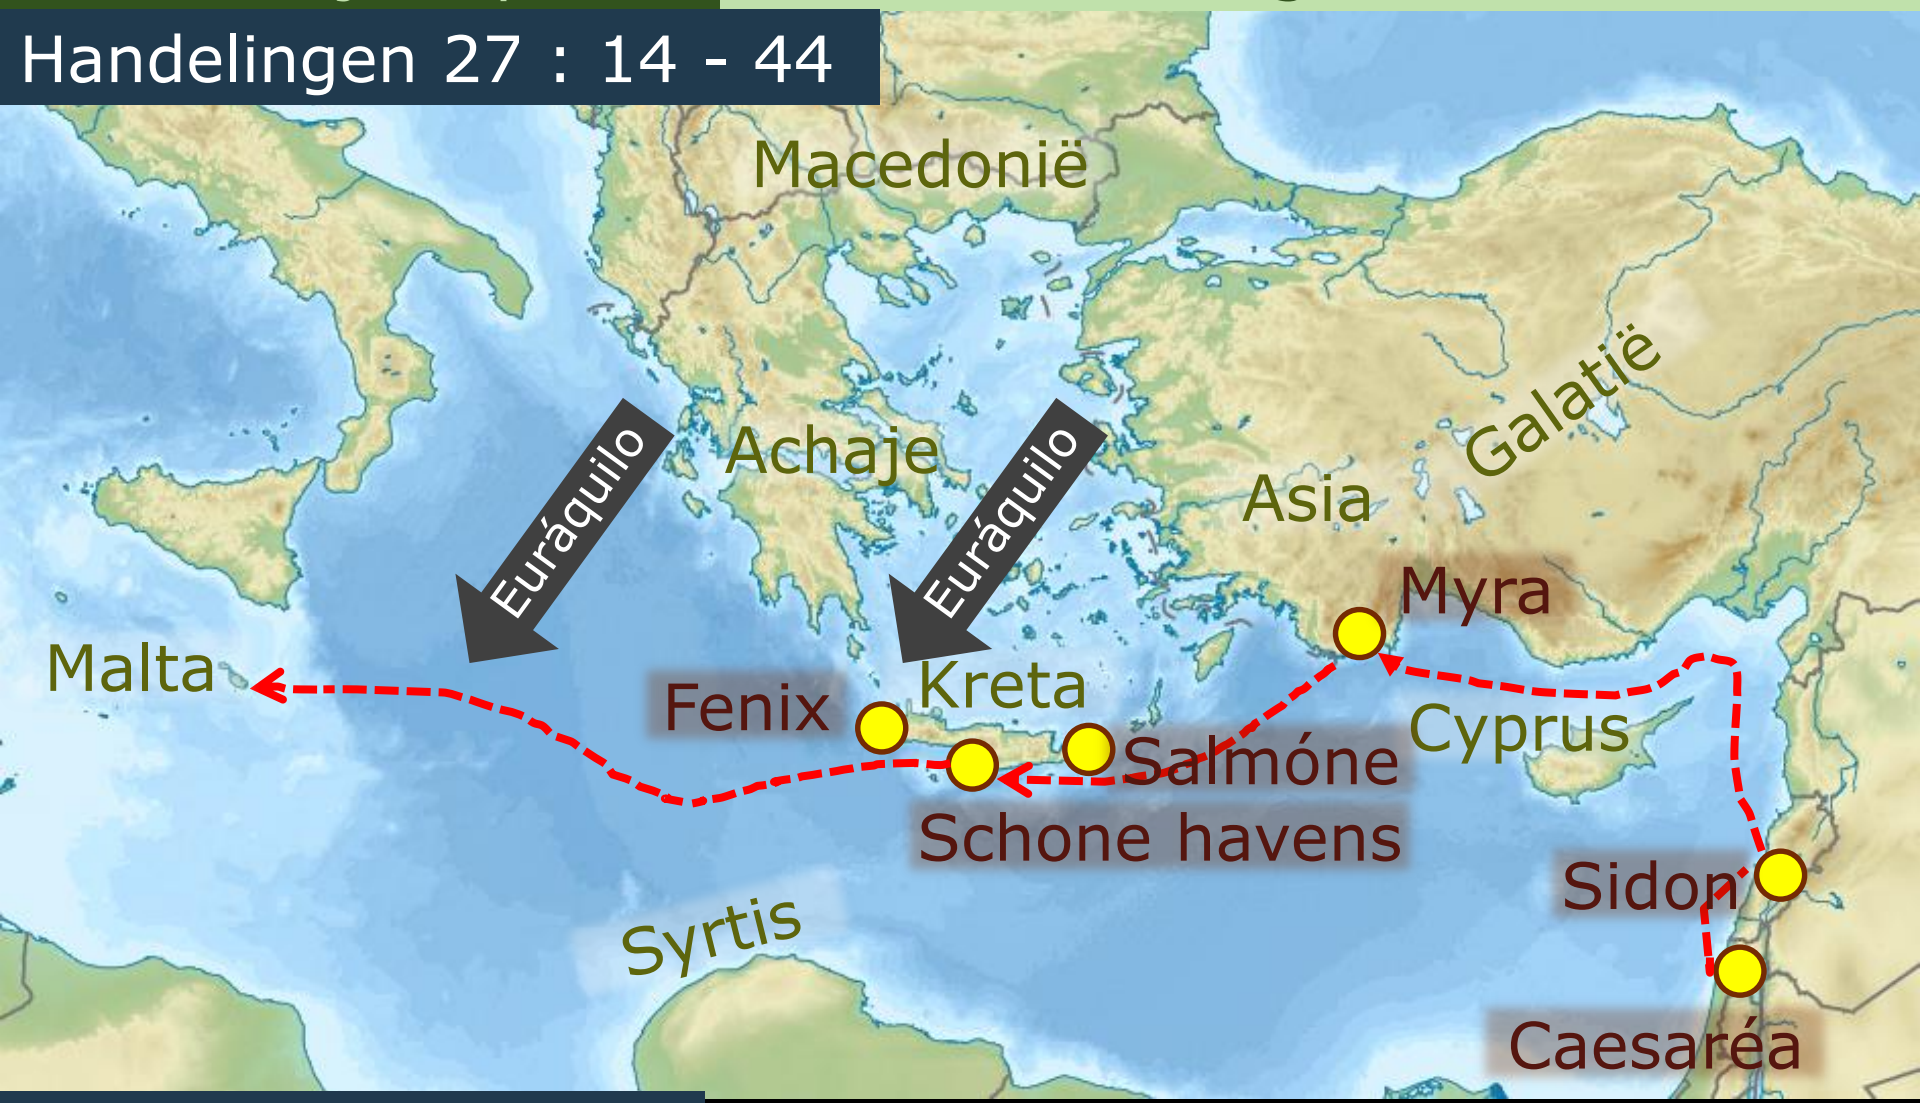 Handelingen 27 : 14 - 44
Macedonië
Galatië
Achaje
Asia
Euráquilo
Euráquilo
Myra
Malta
Kreta
Fenix
Cyprus
Salmóne
Schone havens
Sidon
Syrtis
Caesaréa